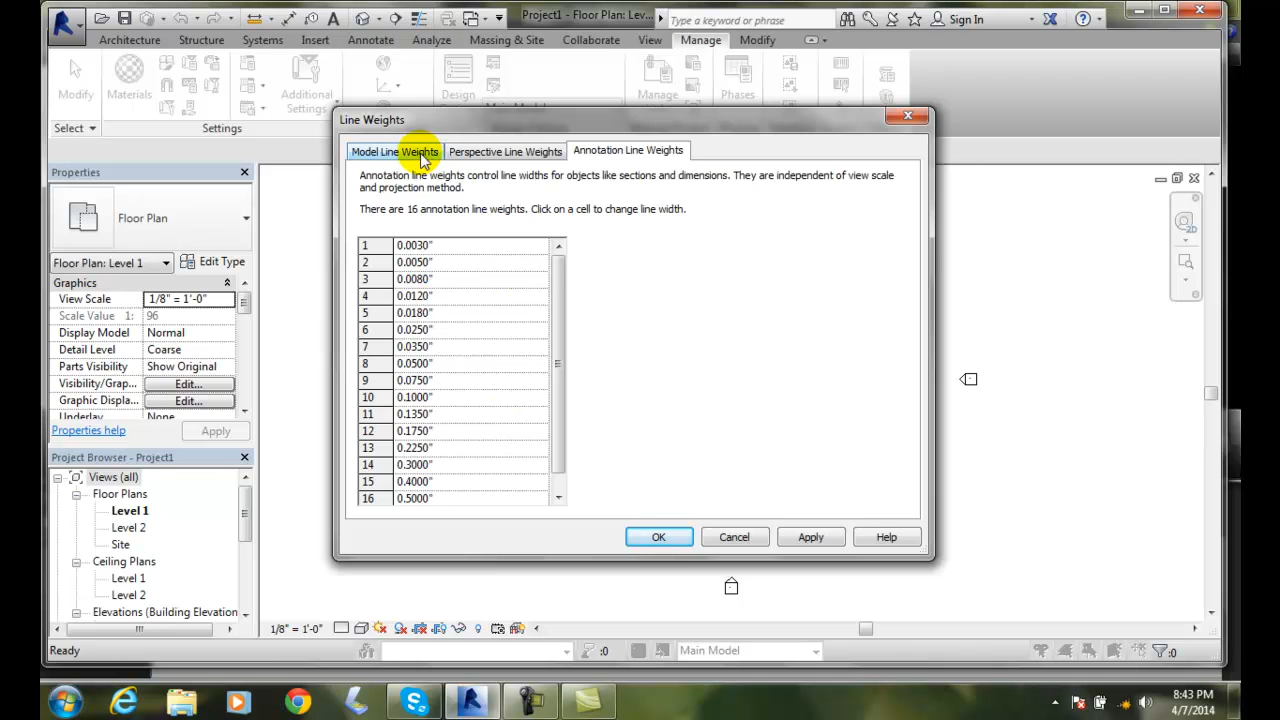 Project1 - Floor Plan: Lev...
Type a keyword or phrase
Sign In
Architecture
Structure
Systems
Insert
Annotate
Analyze
Massing & Site
Collaborate
View
Manage
Modify
Modify
Materials
Additional
Settings
Design
Manage
Phases
Select
Settings
Line Weights
Model Line Weights
Perspective Line Weights
Annotation Line Weights
Annotation line weights control line widths for objects like sections and dimensions. They are independent of view scale
and projection method.
There are 16 annotation line weights. Click on a cell to change line width.
1 0.0030"
2 0.0050"
3 0.0080"
4 0.0120"
5 0.0180"
6 0.0250"
7 0.0350"
8 0.0500"
9 0.0750"
10 0.1000"
11 0.1350"
12 0.1750"
13 0.2250"
14 0.3000"
15 0.4000"
16 0.5000"
OK
Cancel
Apply
Help
Properties
Floor Plan
Floor Plan: Level 1
Edit Type
Graphics
View Scale 1/8" = 1'-0"
Scale Value 1: 96
Display Model Normal
Detail Level Coarse
Parts Visibility Show Original
Visibility/Grap... Edit...
Graphic Displa... Edit...
Underlay None
Properties help
Apply
Project Browser - Project1
Views (all)
Floor Plans
Level 1
Level 2
Site
Ceiling Plans
Level 1
Level 2
Elevations (Building Elevation
1/8" = 1'-0"
Ready
:0
Main Model
:0
2D
8:43 PM
4/7/2014